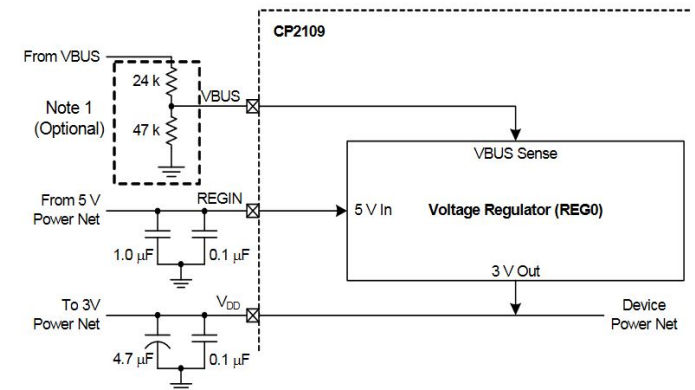 CP2109
From VBUS
24 k
VBUS
Note 1
(Optional)
47 k
VBUS Sense
From 5 V
Power Net
REGIN
5 V In
Voltage Regulator (REG0)
1.0 µF
0.1 µF
3 V Out
To 3V
Power Net
VDD
Device
Power Net
4.7 µF
0.1 µF